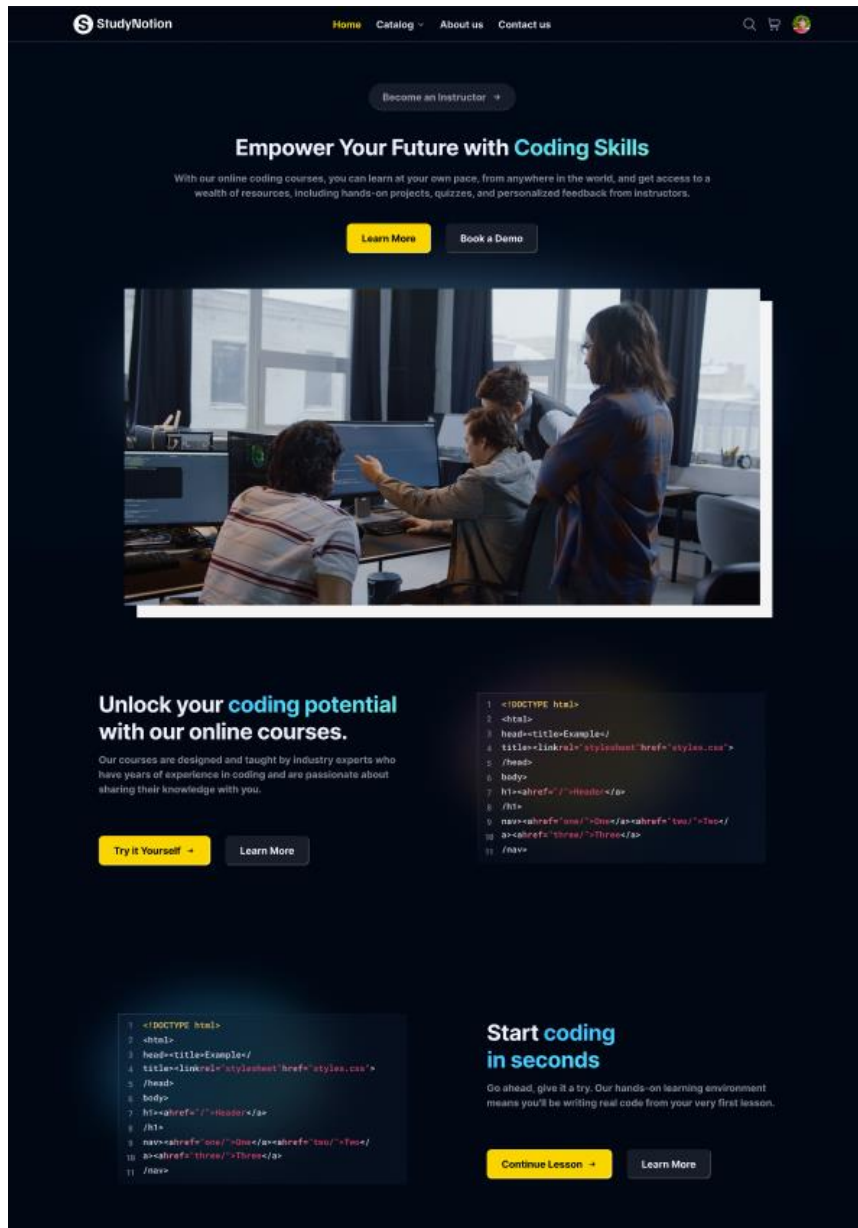 StudyNotion
Home Catalog About us Contact us
Become an Instructor →
Empower Your Future with Coding Skills
With our online coding courses, you can learn at your own pace, from anywhere in the world, and get access to a
wealth of resources, including hands-on projects, quizzes, and personalized feedback from instructors.
Learn More Book a Demo
Unlock your coding potential
with our online courses.
Our courses are designed and taught by industry experts who
have years of experience in coding and are passionate about
sharing their knowledge with you.
Try it Yourself → Learn More
1 <!DOCTYPE html>
2 <html>
3 head><title>Example</
4 title><linkrel="stylesheet"href="styles.css">
5 /head>
6 body>
7 h1><ahref="/">Header</a>
8 /h1>
9 nav><ahref="one/">One</a><ahref="two/">Two</
10 a><ahref="three/">Three</a>
11 /nav>
1 <!DOCTYPE html>
2 <html>
3 head><title>Example</
4 title><linkrel="stylesheet"href="styles.css">
5 /head>
6 body>
7 h1><ahref="/">Header</a>
8 /h1>
9 nav><ahref="one/">One</a><ahref="two/">Two</
10 a><ahref="three/">Three</a>
11 /nav>
Start coding
in seconds
Go ahead, give it a try. Our hands-on learning environment
means you'll be writing real code from your very first lesson.
Continue Lesson → Learn More